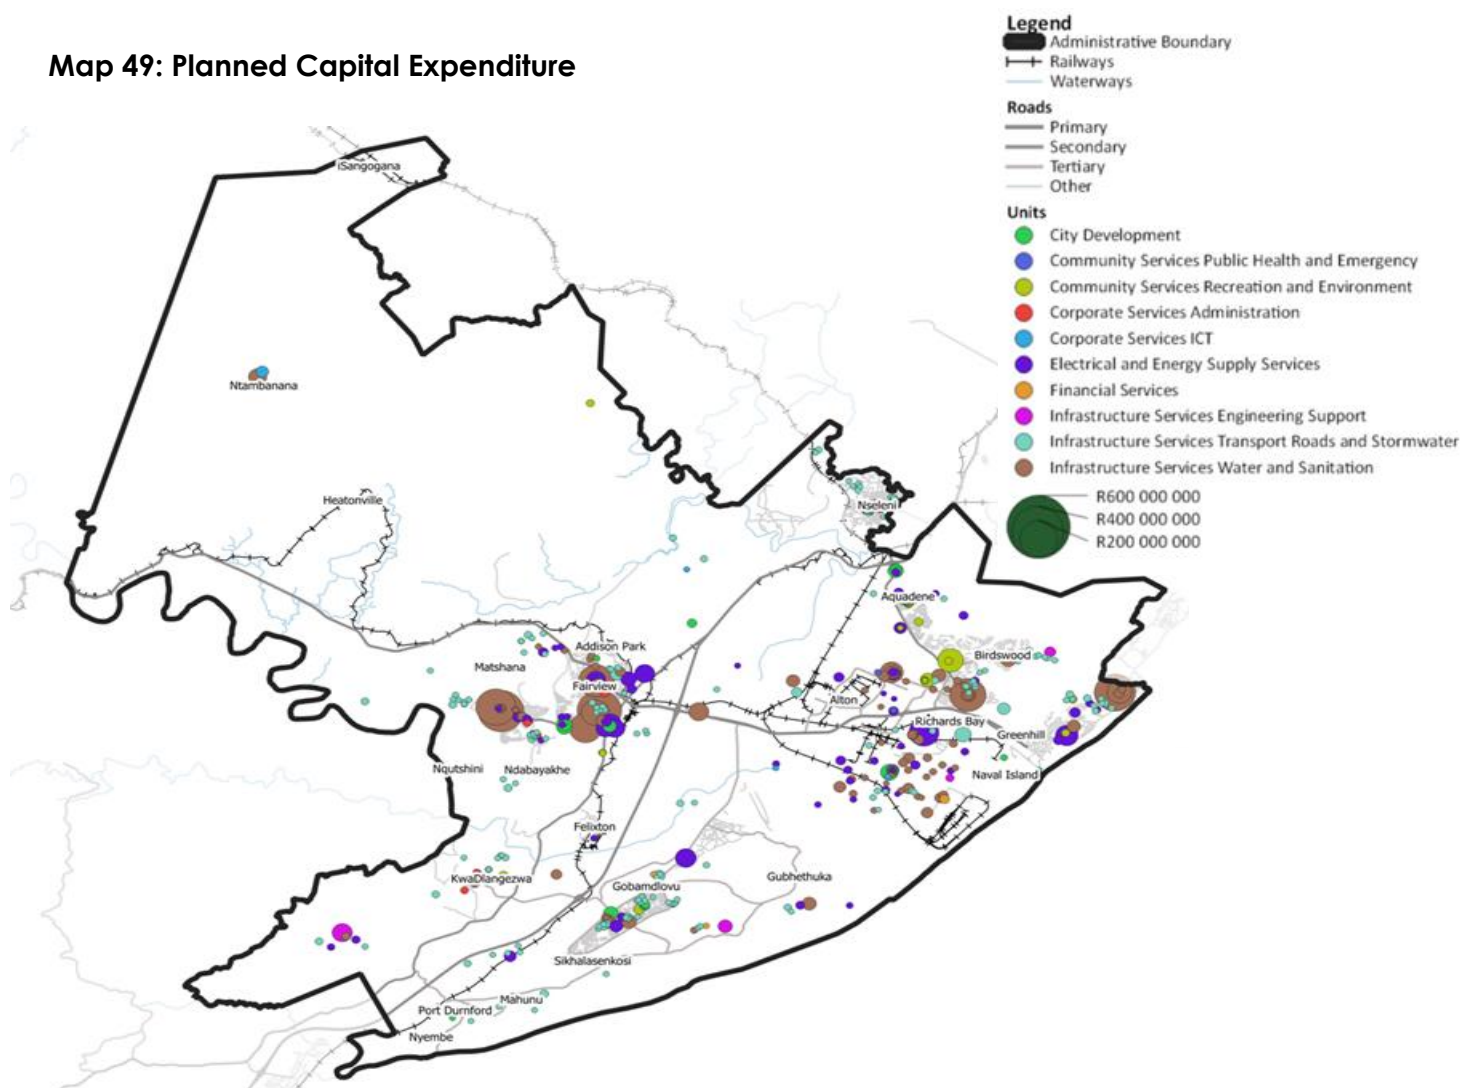 Map 49: Planned Capital Expenditure
Legend
Administrative Boundary
Railways
Waterways
Roads
Primary
Secondary
Tertiary
Other
Units
City Development
Community Services Public Health and Emergency
Community Services Recreation and Environment
Corporate Services Administration
Corporate Services ICT
Electrical and Energy Supply Services
Financial Services
Infrastructure Services Engineering Support
Infrastructure Services Transport Roads and Stormwater
Infrastructure Services Water and Sanitation
R600 000 000
R400 000 000
R200 000 000
iSangogana
Ntambanana
Heatonville
Nseleni
Aquadene
Addison Park
Birdswood
Matshana
Fairview
Alton
Richards Bay
Greenhill
Nqutshini
Ndabayakhe
Naval Island
Felixton
KwaDlangezwa
Gobamdlovu
Gubhethuka
Sikhalasenkosi
Mahunu
Port Durnford
Nyembe